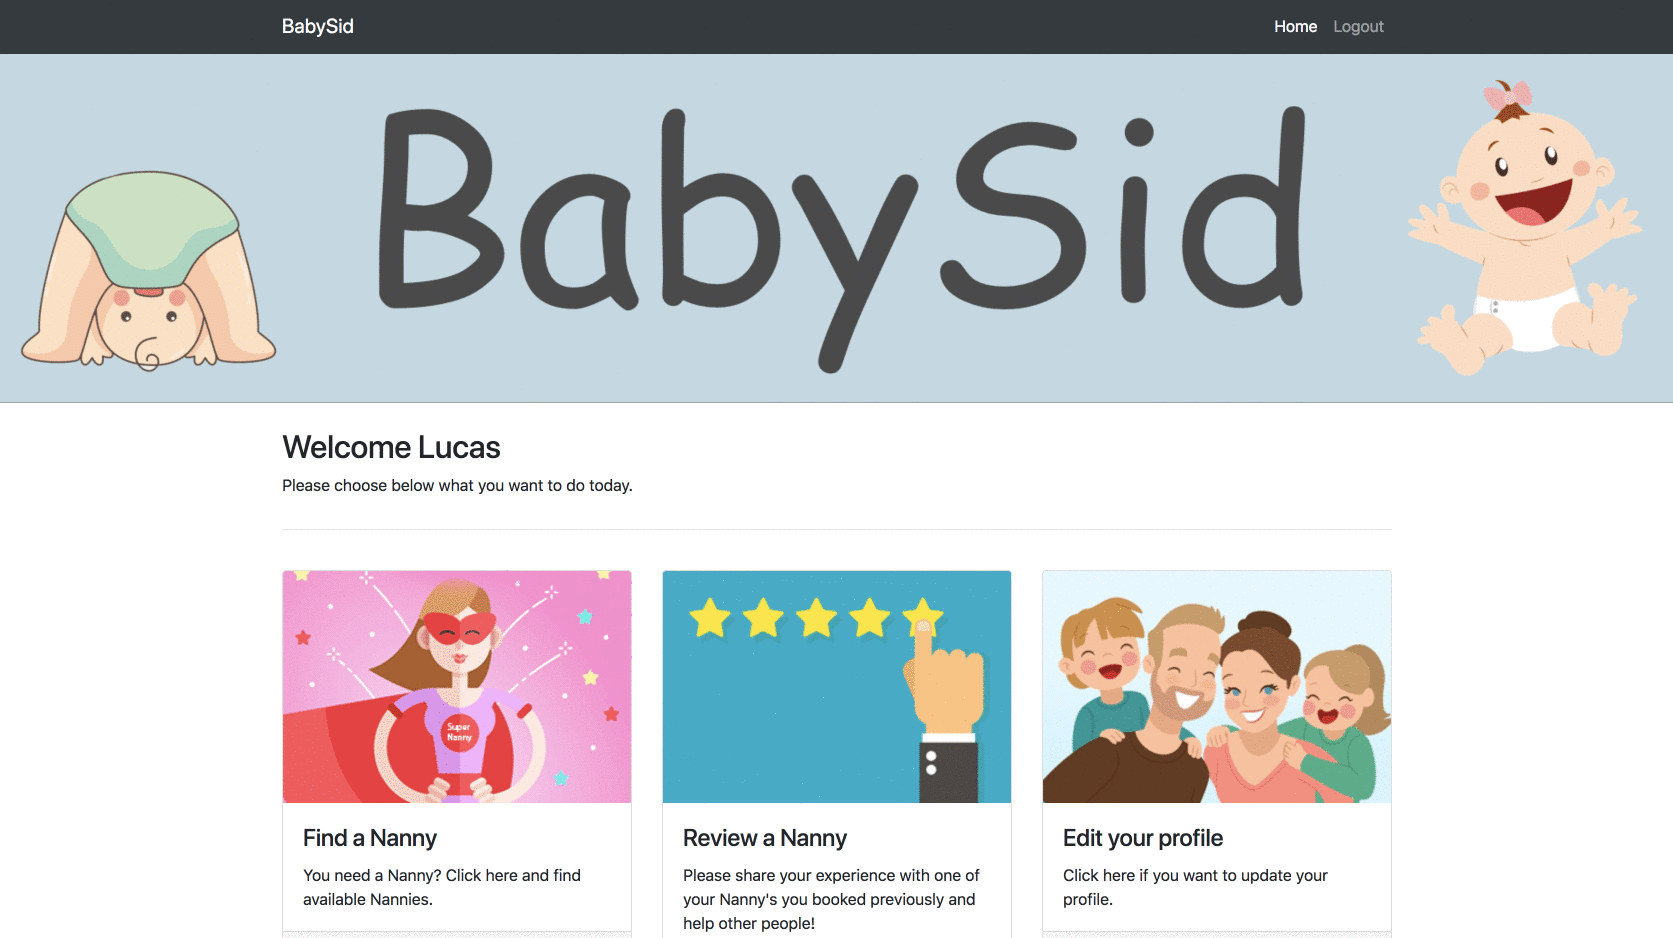 BabySid
Home Logout
BabySid
Welcome Lucas
Please choose below what you want to do today.
Super
Nanny
Find a Nanny
You need a Nanny? Click here and find
available Nannies.
Review a Nanny
Please share your experience with one of
your Nanny's you booked previously and
help other people!
Edit your profile
Click here if you want to update your
profile.